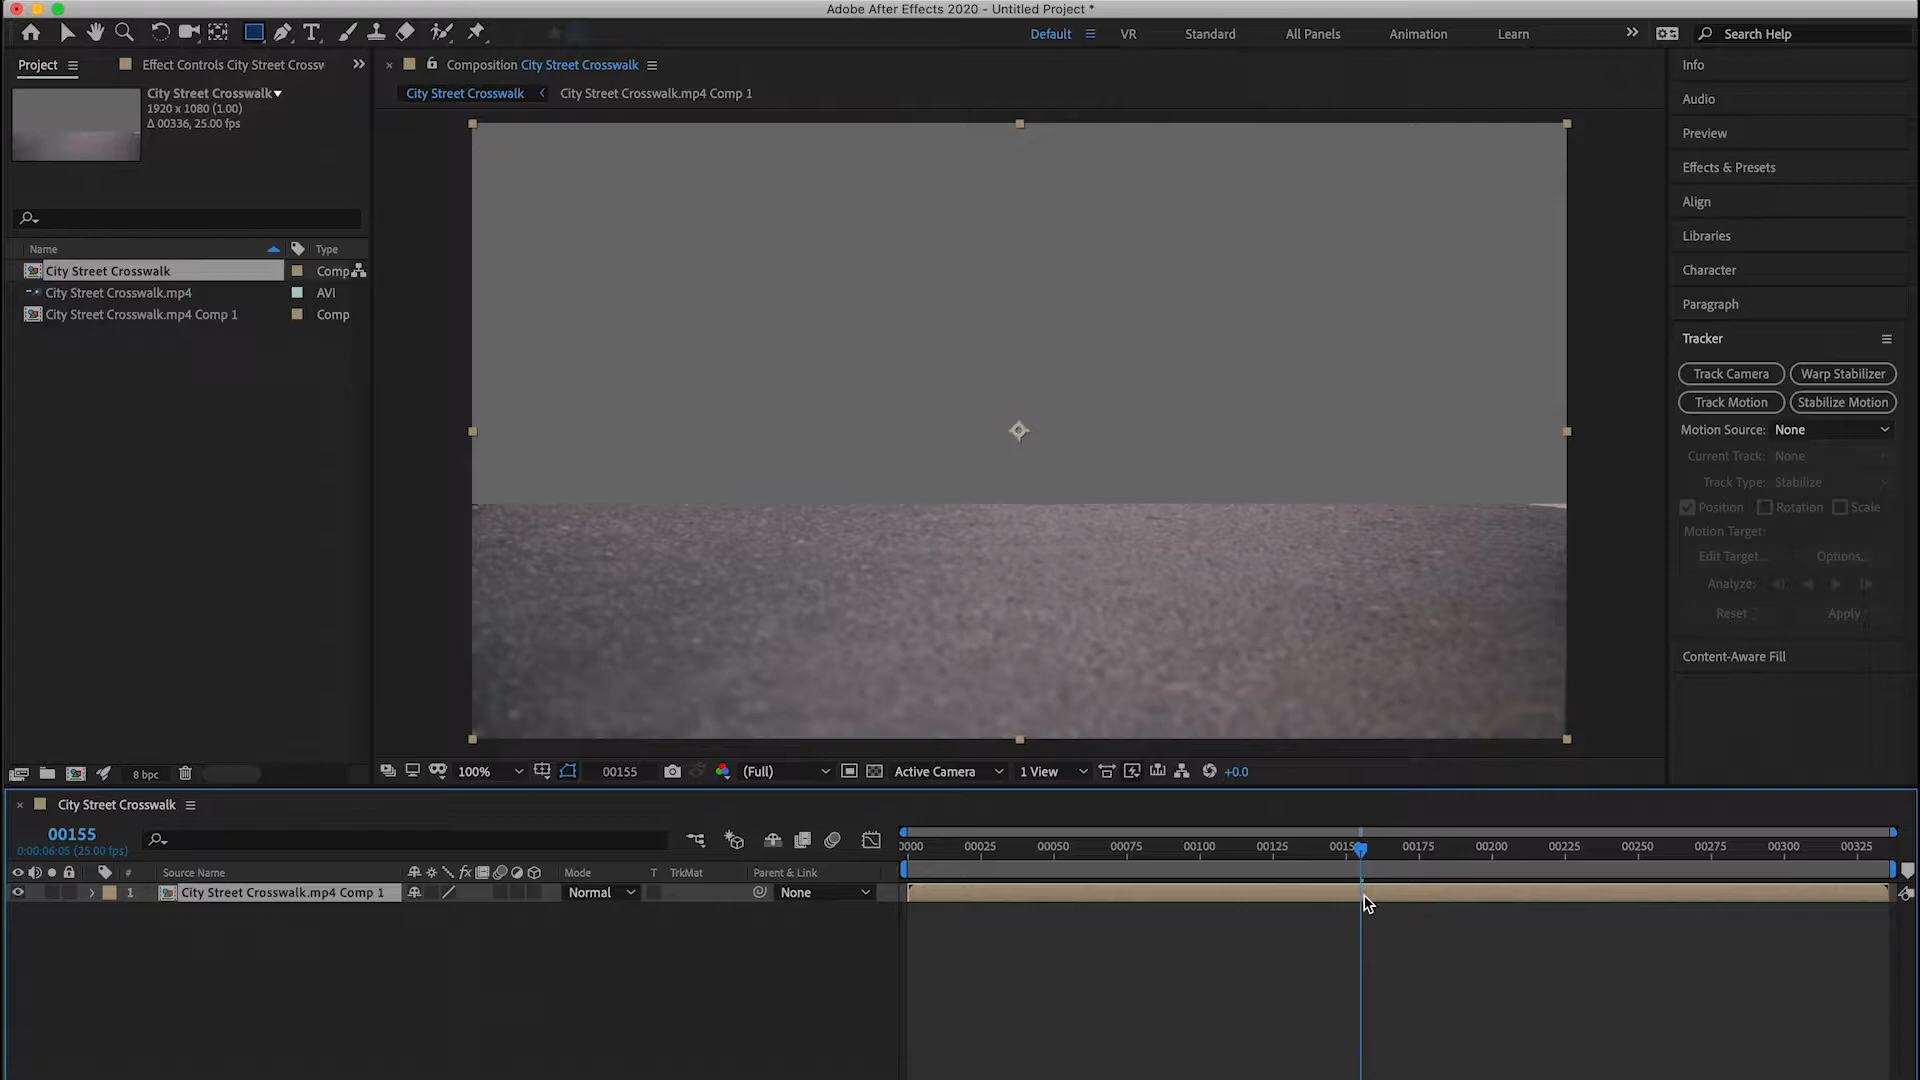 Adobe After Effects 2020 - Untitled Project *
Default VR Standard All Panels Animation Learn Search Help
Project Effect Controls City Street Crossw
Composition City Street Crosswalk
City Street Crosswalk City Street Crosswalk.mp4 Comp 1
City Street Crosswalk
1920 x 1080 (1.00)
Δ 00336, 25.00 fps
Name Type
City Street Crosswalk Comp
City Street Crosswalk.mp4 AVI
City Street Crosswalk.mp4 Comp 1 Comp
Info
Audio
Preview
Effects & Presets
Align
Libraries
Character
Paragraph
Tracker
Track Camera Warp Stabilizer
Track Motion Stabilize Motion
Motion Source: None
Current Track: None
Track Type: Stabilize
Position Rotation Scale
Motion Target:
Edit Target... Options...
Analyze:
Reset Apply
Content-Aware Fill
8 bpc
100% 00155 (Full) Active Camera 1 View +0.0
City Street Crosswalk
00155
0:00:06:05 (25.00 fps)
0000 00025 00050 00075 00100 00125 0015 00175 00200 00225 00250 00275 00300 00325
# Source Name fx Mode T TrkMat Parent & Link
1 City Street Crosswalk.mp4 Comp 1 Normal None